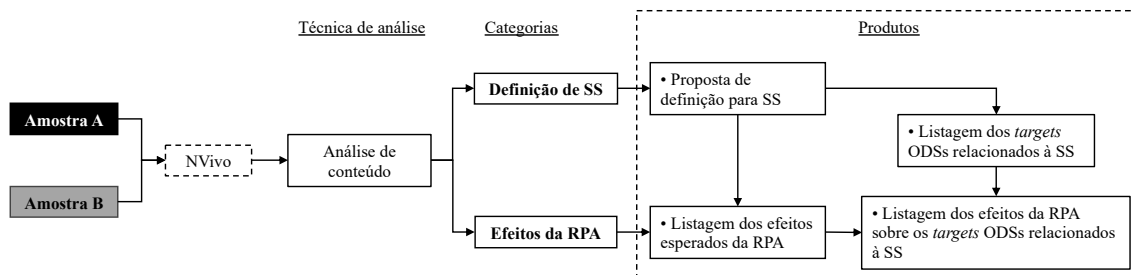 Técnica de análise
Categorias
Produtos
Amostra A
Amostra B
NVivo
Análise de
conteúdo
Definição de SS
Efeitos da RPA
• Proposta de
definição para SS
• Listagem dos targets
ODSs relacionados à SS
• Listagem dos efeitos
esperados da RPA
• Listagem dos efeitos da RPA
sobre os targets ODSs relacionados
à SS